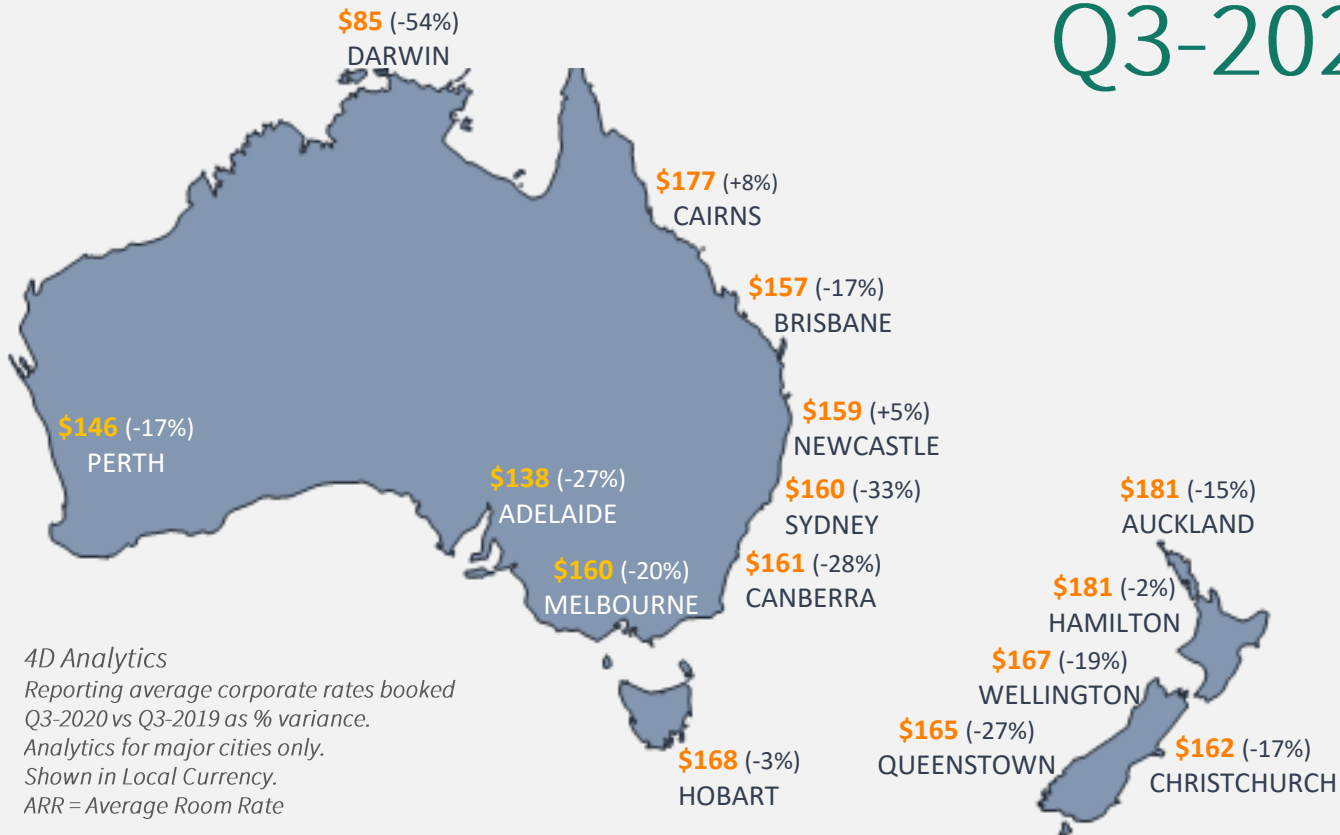 Q3-202
$85 (-54%)
DARWIN
$177 (+8%)
CAIRNS
$157 (-17%)
BRISBANE
$159 (+5%)
NEWCASTLE
$146 (-17%)
PERTH
$138 (-27%)
ADELAIDE
$160 (-33%)
SYDNEY
$160 (-20%)
MELBOURNE
$161 (-28%)
CANBERRA
$181 (-15%)
AUCKLAND
$181 (-2%)
HAMILTON
$167 (-19%)
WELLINGTON
$165 (-27%)
QUEENSTOWN
$162 (-17%)
CHRISTCHURCH
$168 (-3%)
HOBART
4D Analytics
Reporting average corporate rates booked
Q3-2020 vs Q3-2019 as % variance.
Analytics for major cities only.
Shown in Local Currency.
ARR = Average Room Rate